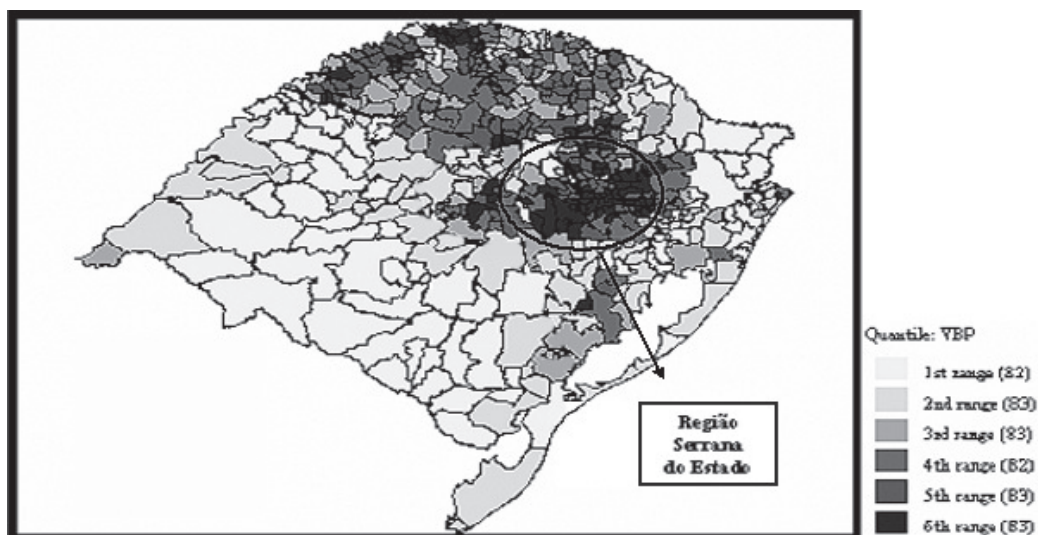 Quantile: VBP
1st range (82)
2nd range (83)
3rd range (83)
4th range (82)
5th range (83)
6th range (83)
Região
Serrana
do Estado